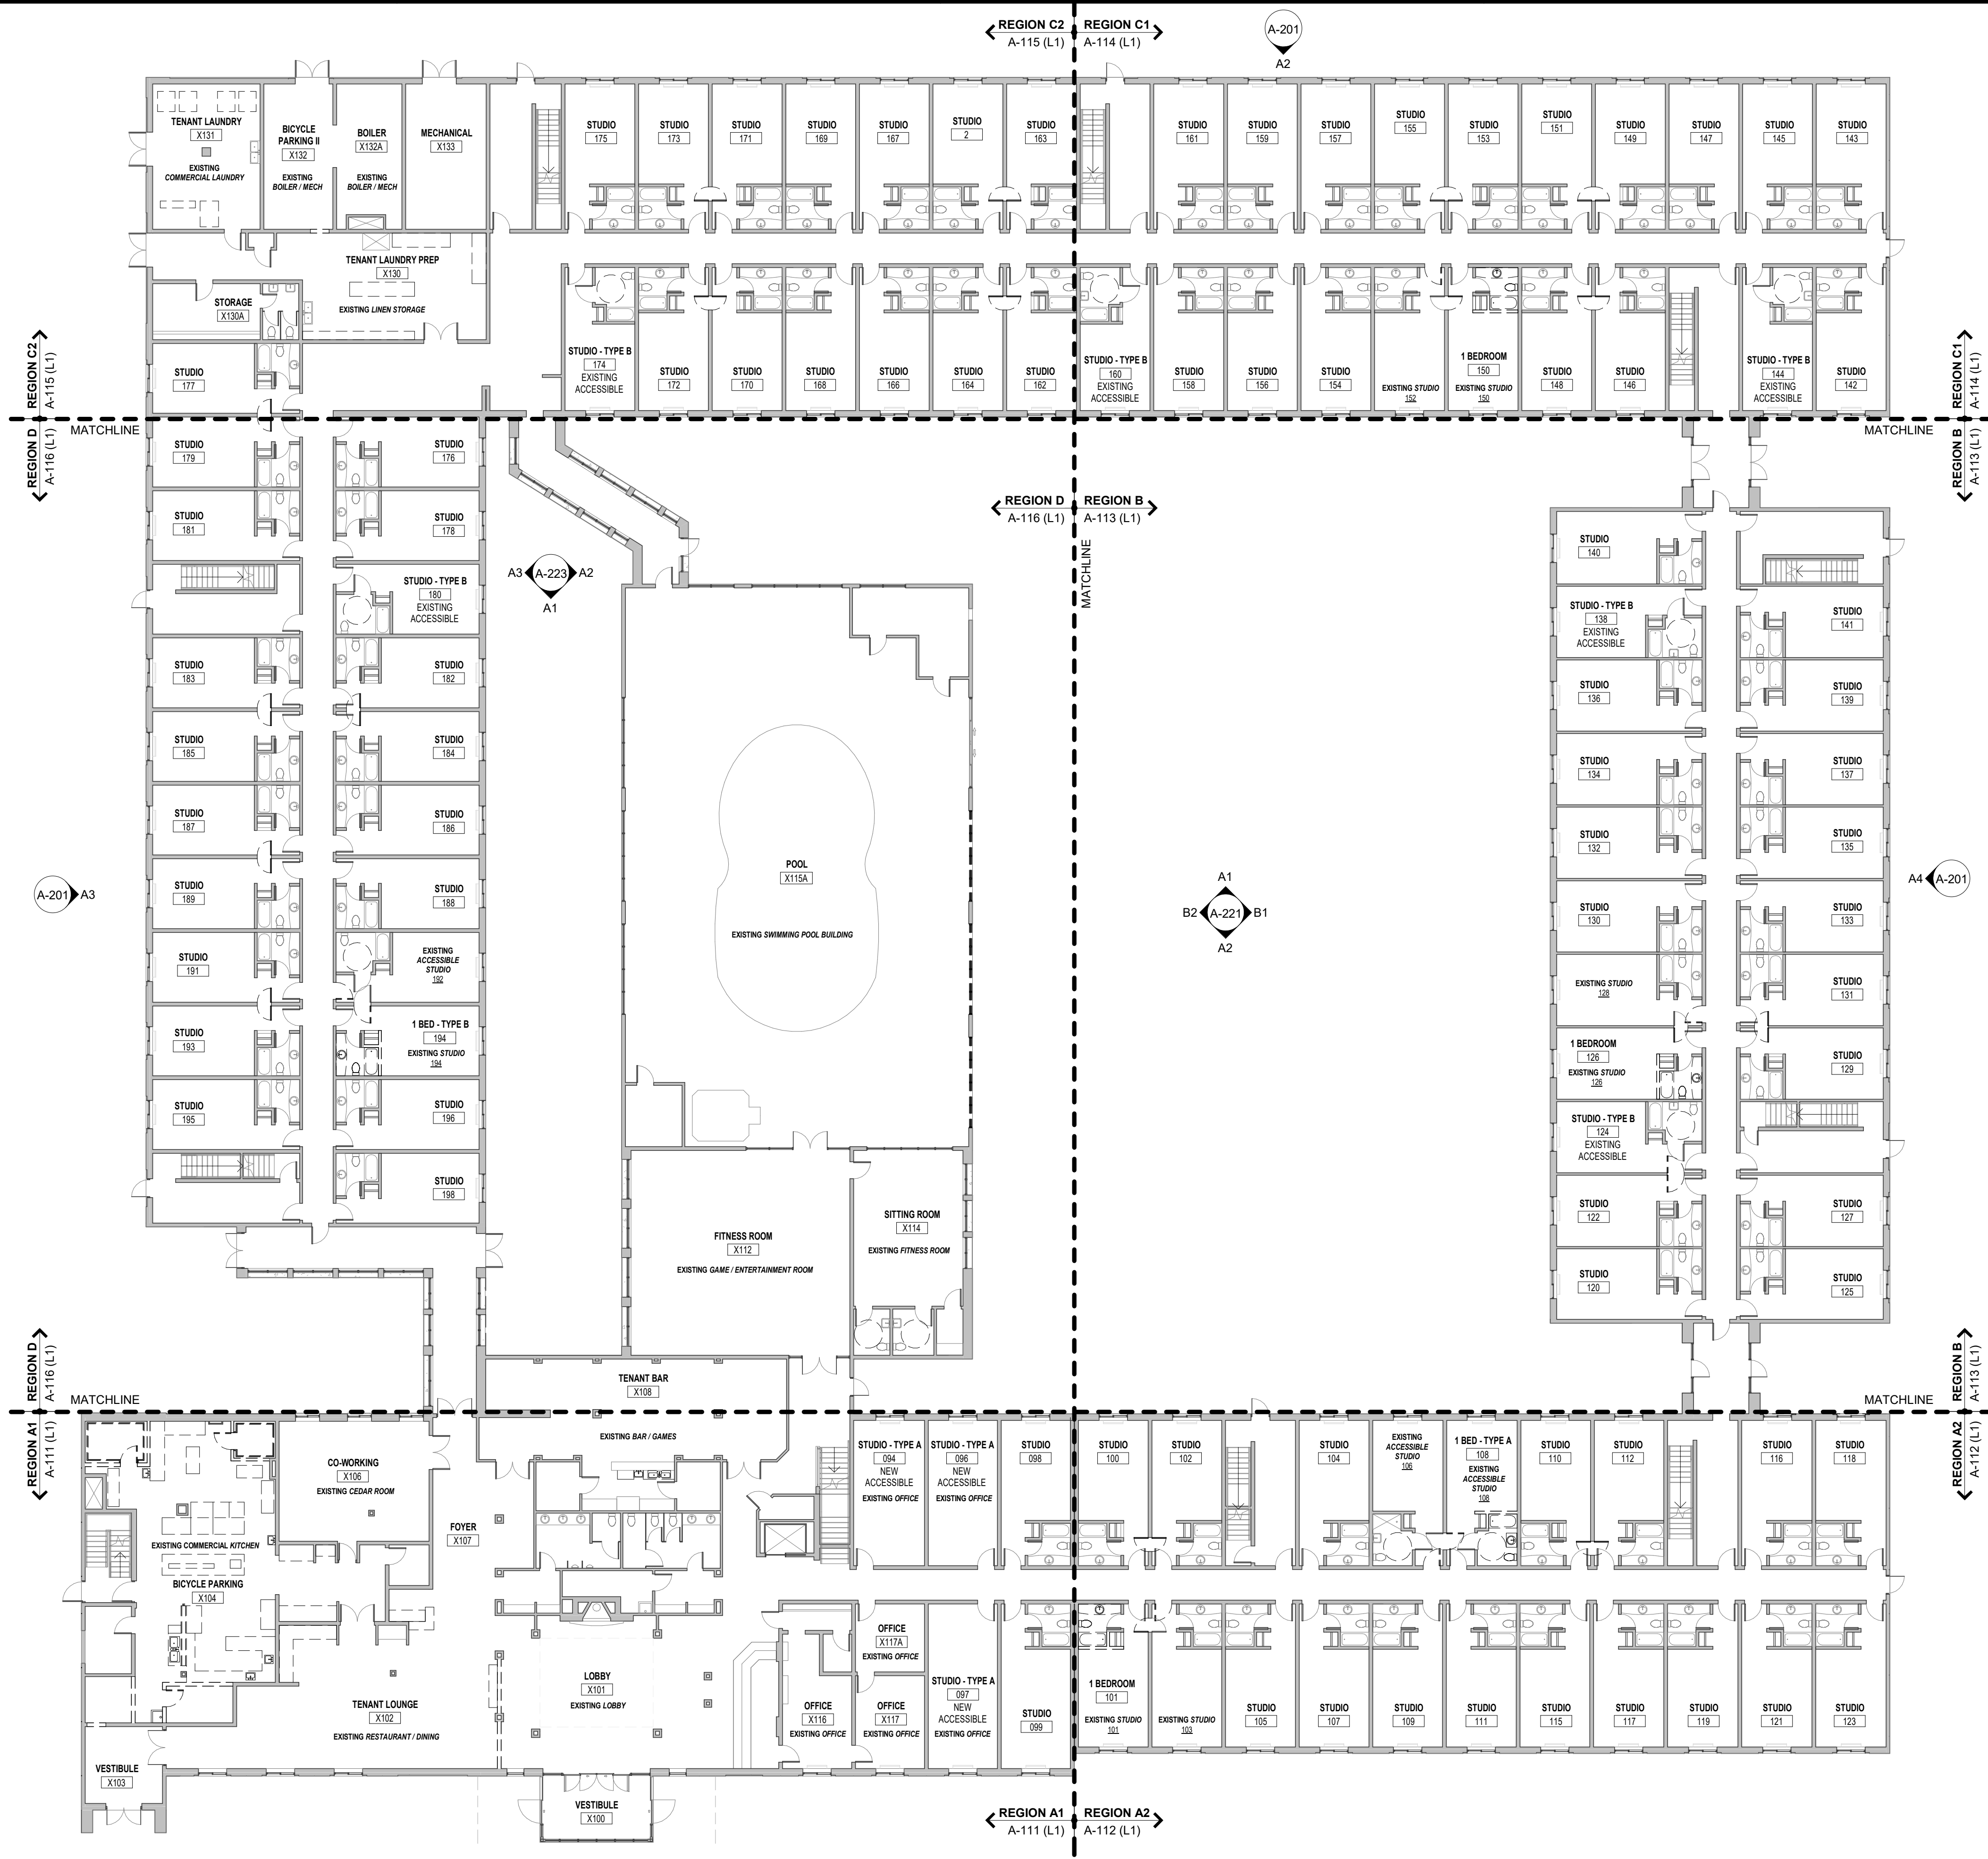 REGION C2
A-115 (L1)
REGION C1
A-114 (L1)
A-201
A2
TENANT LAUNDRY
X131
EXISTING
COMMERCIAL LAUNDRY
BICYCLE
PARKING II
X132
EXISTING
BOILER / MECH
BOILER
X132A
EXISTING
BOILER / MECH
MECHANICAL
X133
STUDIO
175
STUDIO
173
STUDIO
171
STUDIO
169
STUDIO
167
STUDIO
2
STUDIO
163
STUDIO
161
STUDIO
159
STUDIO
157
STUDIO
155
STUDIO
153
STUDIO
151
STUDIO
149
STUDIO
147
STUDIO
145
STUDIO
143
TENANT LAUNDRY PREP
X130
EXISTING LINEN STORAGE
STORAGE
X130A
STUDIO
177
STUDIO - TYPE B
174
EXISTING
ACCESSIBLE
STUDIO
172
STUDIO
170
STUDIO
168
STUDIO
166
STUDIO
164
STUDIO
162
STUDIO - TYPE B
160
EXISTING
ACCESSIBLE
STUDIO
158
STUDIO
156
STUDIO
154
EXISTING STUDIO
152
1 BEDROOM
150
EXISTING STUDIO
150
STUDIO
148
STUDIO
146
STUDIO - TYPE B
144
EXISTING
ACCESSIBLE
STUDIO
142
REGION C2
A-115 (L1)
REGION D
A-116 (L1)
MATCHLINE
REGION C1
A-114 (L1)
REGION B
A-113 (L1)
MATCHLINE
REGION D
A-116 (L1)
REGION B
A-113 (L1)
MATCHLINE
STUDIO
179
STUDIO
176
STUDIO
181
STUDIO
178
STUDIO - TYPE B
180
EXISTING
ACCESSIBLE
STUDIO
183
STUDIO
182
STUDIO
185
STUDIO
184
STUDIO
187
STUDIO
186
STUDIO
189
STUDIO
188
STUDIO
191
EXISTING
ACCESSIBLE
STUDIO
192
STUDIO
193
1 BED - TYPE B
194
EXISTING STUDIO
194
STUDIO
195
STUDIO
196
STUDIO
198
A3
A-223
A2
A1
A-201
A3
POOL
X115A
EXISTING SWIMMING POOL BUILDING
A1
B2
A-221
B1
A2
A4
A-201
STUDIO
140
STUDIO - TYPE B
138
EXISTING
ACCESSIBLE
STUDIO
141
STUDIO
136
STUDIO
139
STUDIO
134
STUDIO
137
STUDIO
132
STUDIO
135
STUDIO
130
STUDIO
133
EXISTING STUDIO
128
STUDIO
131
1 BEDROOM
126
EXISTING STUDIO
126
STUDIO
129
STUDIO - TYPE B
124
EXISTING
ACCESSIBLE
STUDIO
122
STUDIO
127
STUDIO
120
STUDIO
125
FITNESS ROOM
X112
EXISTING GAME / ENTERTAINMENT ROOM
SITTING ROOM
X114
EXISTING FITNESS ROOM
REGION D
A-116 (L1)
REGION A1
A-111 (L1)
MATCHLINE
REGION B
A-113 (L1)
REGION A2
A-112 (L1)
MATCHLINE
TENANT BAR
X108
EXISTING BAR / GAMES
CO-WORKING
X106
EXISTING CEDAR ROOM
FOYER
X107
EXISTING COMMERCIAL KITCHEN
BICYCLE PARKING
X104
STUDIO - TYPE A
094
NEW
ACCESSIBLE
EXISTING OFFICE
STUDIO - TYPE A
096
NEW
ACCESSIBLE
EXISTING OFFICE
STUDIO
098
STUDIO
100
STUDIO
102
STUDIO
104
EXISTING
ACCESSIBLE
STUDIO
106
1 BED - TYPE A
108
EXISTING
ACCESSIBLE
STUDIO
108
STUDIO
110
STUDIO
112
STUDIO
116
STUDIO
118
LOBBY
X101
EXISTING LOBBY
TENANT LOUNGE
X102
EXISTING RESTAURANT / DINING
VESTIBULE
X103
VESTIBULE
X100
OFFICE
X116
EXISTING OFFICE
OFFICE
X117A
EXISTING OFFICE
OFFICE
X117
EXISTING OFFICE
STUDIO - TYPE A
097
NEW
ACCESSIBLE
EXISTING OFFICE
STUDIO
099
1 BEDROOM
101
EXISTING STUDIO
101
EXISTING STUDIO
103
STUDIO
105
STUDIO
107
STUDIO
109
STUDIO
111
STUDIO
115
STUDIO
117
STUDIO
119
STUDIO
121
STUDIO
123
REGION A1
A-111 (L1)
REGION A2
A-112 (L1)